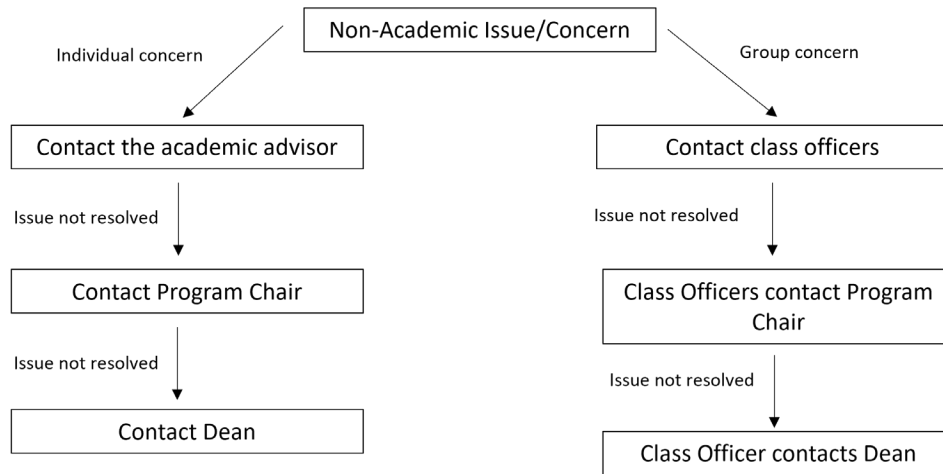 Non-Academic Issue/Concern
Individual concern
Group concern
Contact the academic advisor
Contact class officers
Issue not resolved
Issue not resolved
Contact Program Chair
Class Officers contact Program
Chair
Issue not resolved
Issue not resolved
Contact Dean
Class Officer contacts Dean